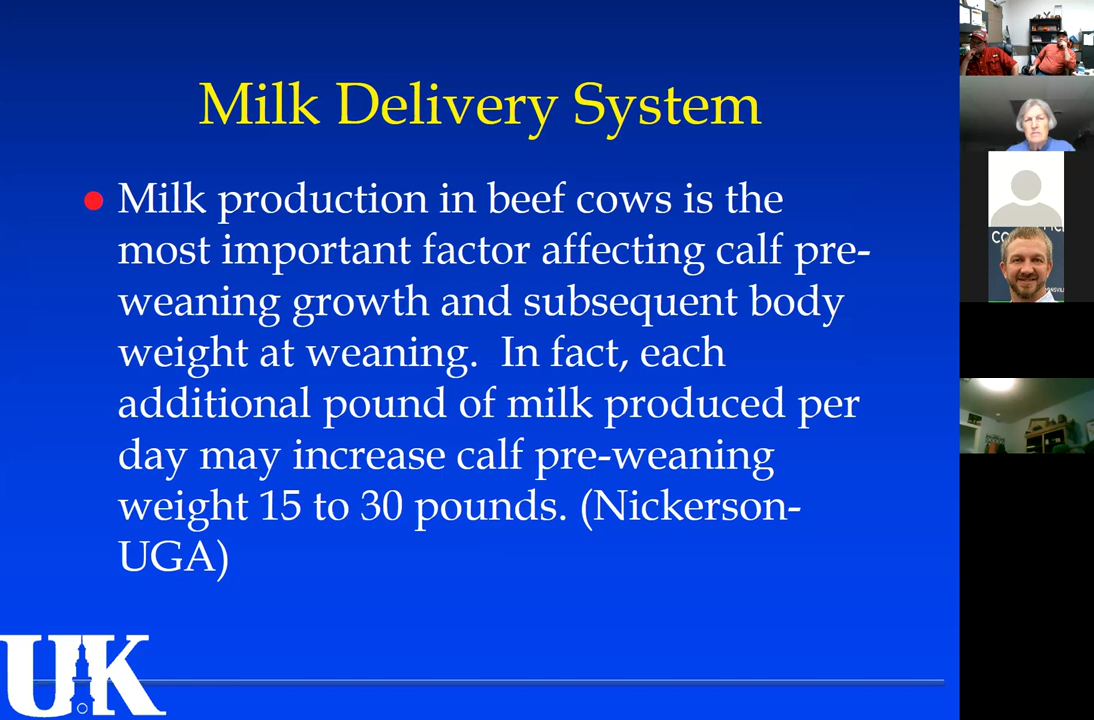 Milk Delivery System
Milk production in beef cows is the
most important factor affecting calf pre-
weaning growth and subsequent body
weight at weaning.  In fact, each
additional pound of milk produced per
day may increase calf pre-weaning
weight 15 to 30 pounds. (Nickerson-
UGA)
UK